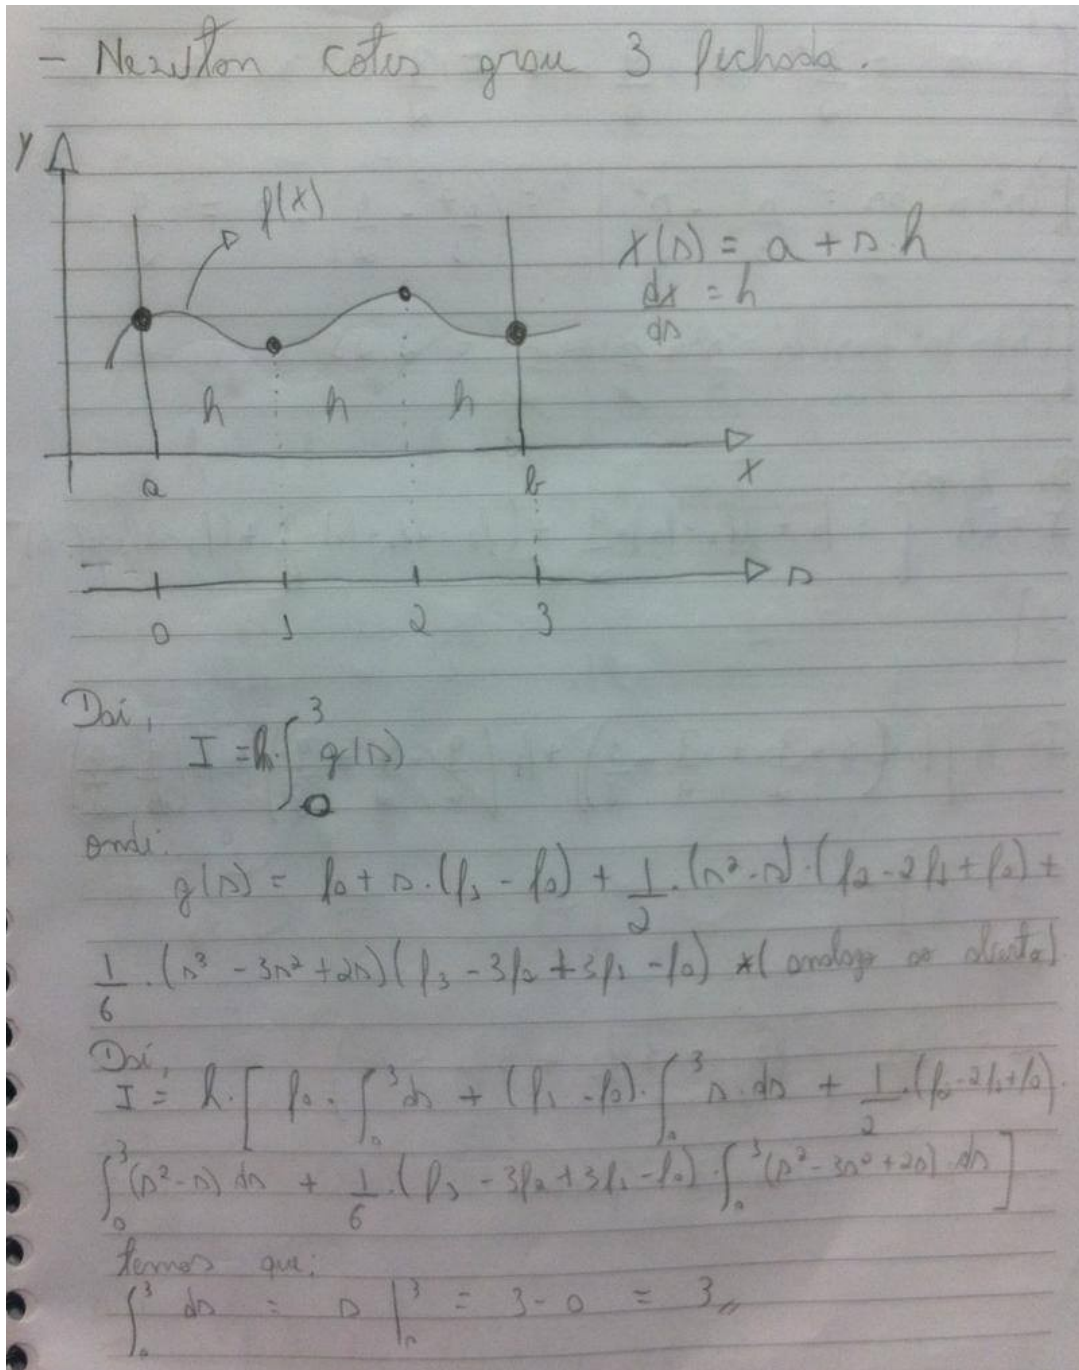 - Newton cotes grau 3 fechada.
y
f(x)
x(s) = a + s.h
dx/ds = h
h h h
a b x
0 1 2 3 s
Daí,
I = h.∫₀³ g(s)
onde:
g(s) = f₀ + s.(f₁ - f₀) + 1/2.(s² - s).(f₂ - 2f₁ + f₀) +
1/6.(s³ - 3s² + 2s)(f₃ - 3f₂ + 3f₁ - f₀) *(analogo ao
Daí,
I = h.[f₀.∫₀³ds + (f₁ - f₀).∫₀³s.ds + 1/2.(f₂ - 2f₁ + f₀).
∫₀³(s² - s)ds + 1/6.(f₃ - 3f₂ + 3f₁ - f₀).∫₀³(s³ - 3s² + 2s).ds]
temos que:
∫₀³ ds = s|₀³ = 3 - 0 = 3